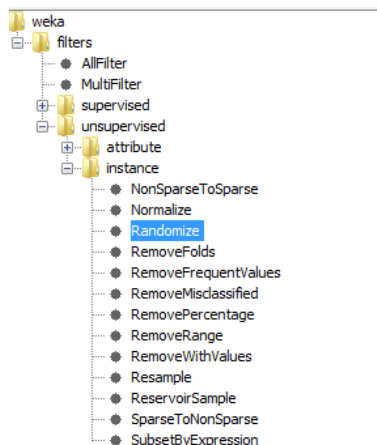 weka
filters
AllFilter
MultiFilter
supervised
unsupervised
attribute
instance
NonSparseToSparse
Normalize
Randomize
RemoveFolds
RemoveFrequentValues
RemoveMisclassified
RemovePercentage
RemoveRange
RemoveWithValues
Resample
ReservoirSample
SparseToNonSparse
SubsetByExpression